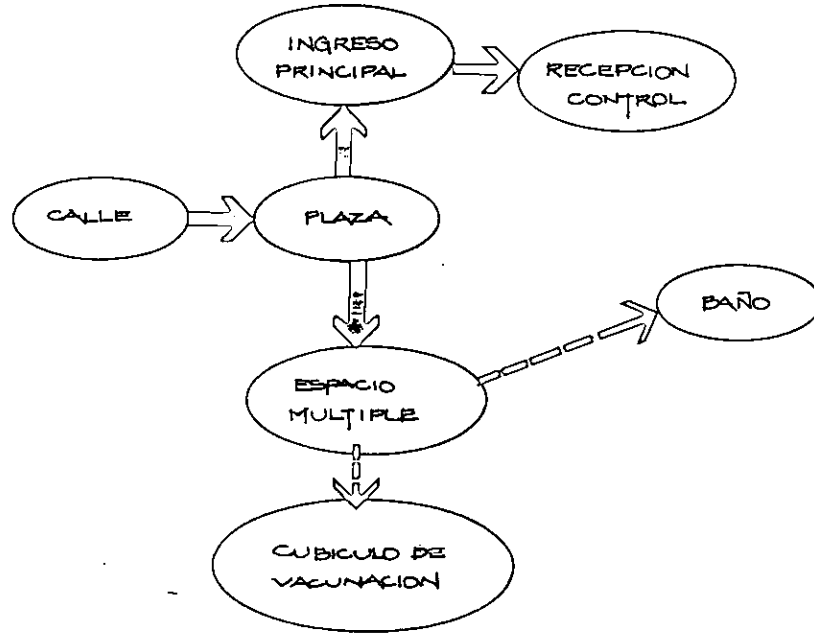 INGRESO
PRINCIPAL
RECEPCION
CONTROL
CALLE
PLAZA
BAÑO
ESPACIO
MULTIPLE
CUBICULO DE
VACUNACION